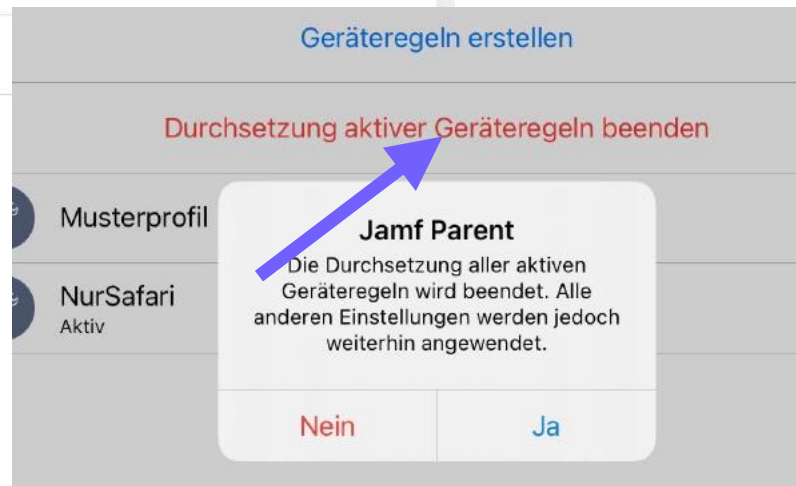 Geräteregeln erstellen
Durchsetzung aktiver Geräteregeln beenden
Musterprofil
NurSafari
Aktiv
Jamf Parent
Die Durchsetzung aller aktiven
Geräteregeln wird beendet. Alle
anderen Einstellungen werden jedoch
weiterhin angewendet.
Nein
Ja